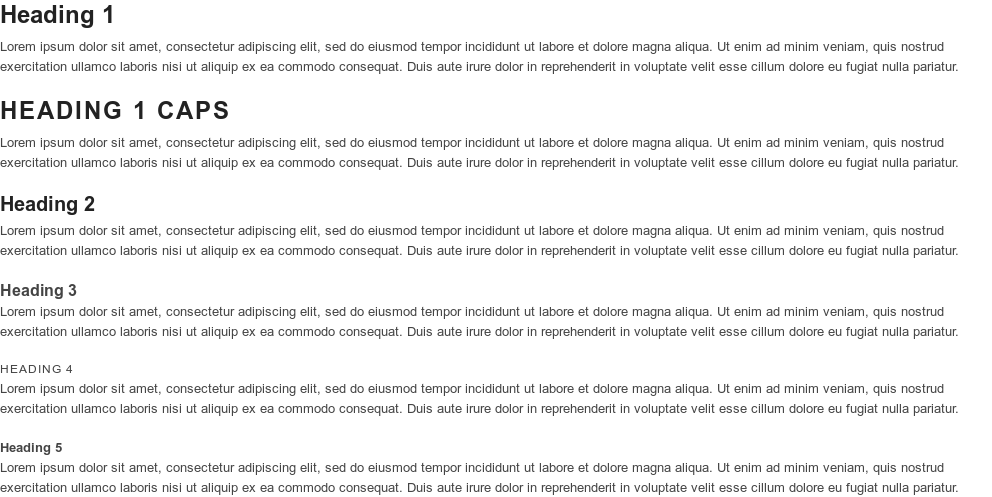 Heading 1
Lorem ipsum dolor sit amet, consectetur adipiscing elit, sed do eiusmod tempor incididunt ut labore et dolore magna aliqua. Ut enim ad minim veniam, quis nostrud
exercitation ullamco laboris nisi ut aliquip ex ea commodo consequat. Duis aute irure dolor in reprehenderit in voluptate velit esse cillum dolore eu fugiat nulla pariatur.
HEADING 1 CAPS
Lorem ipsum dolor sit amet, consectetur adipiscing elit, sed do eiusmod tempor incididunt ut labore et dolore magna aliqua. Ut enim ad minim veniam, quis nostrud
exercitation ullamco laboris nisi ut aliquip ex ea commodo consequat. Duis aute irure dolor in reprehenderit in voluptate velit esse cillum dolore eu fugiat nulla pariatur.
Heading 2
Lorem ipsum dolor sit amet, consectetur adipiscing elit, sed do eiusmod tempor incididunt ut labore et dolore magna aliqua. Ut enim ad minim veniam, quis nostrud
exercitation ullamco laboris nisi ut aliquip ex ea commodo consequat. Duis aute irure dolor in reprehenderit in voluptate velit esse cillum dolore eu fugiat nulla pariatur.
Heading 3
Lorem ipsum dolor sit amet, consectetur adipiscing elit, sed do eiusmod tempor incididunt ut labore et dolore magna aliqua. Ut enim ad minim veniam, quis nostrud
exercitation ullamco laboris nisi ut aliquip ex ea commodo consequat. Duis aute irure dolor in reprehenderit in voluptate velit esse cillum dolore eu fugiat nulla pariatur.
HEADING 4
Lorem ipsum dolor sit amet, consectetur adipiscing elit, sed do eiusmod tempor incididunt ut labore et dolore magna aliqua. Ut enim ad minim veniam, quis nostrud
exercitation ullamco laboris nisi ut aliquip ex ea commodo consequat. Duis aute irure dolor in reprehenderit in voluptate velit esse cillum dolore eu fugiat nulla pariatur.
Heading 5
Lorem ipsum dolor sit amet, consectetur adipiscing elit, sed do eiusmod tempor incididunt ut labore et dolore magna aliqua. Ut enim ad minim veniam, quis nostrud
exercitation ullamco laboris nisi ut aliquip ex ea commodo consequat. Duis aute irure dolor in reprehenderit in voluptate velit esse cillum dolore eu fugiat nulla pariatur.